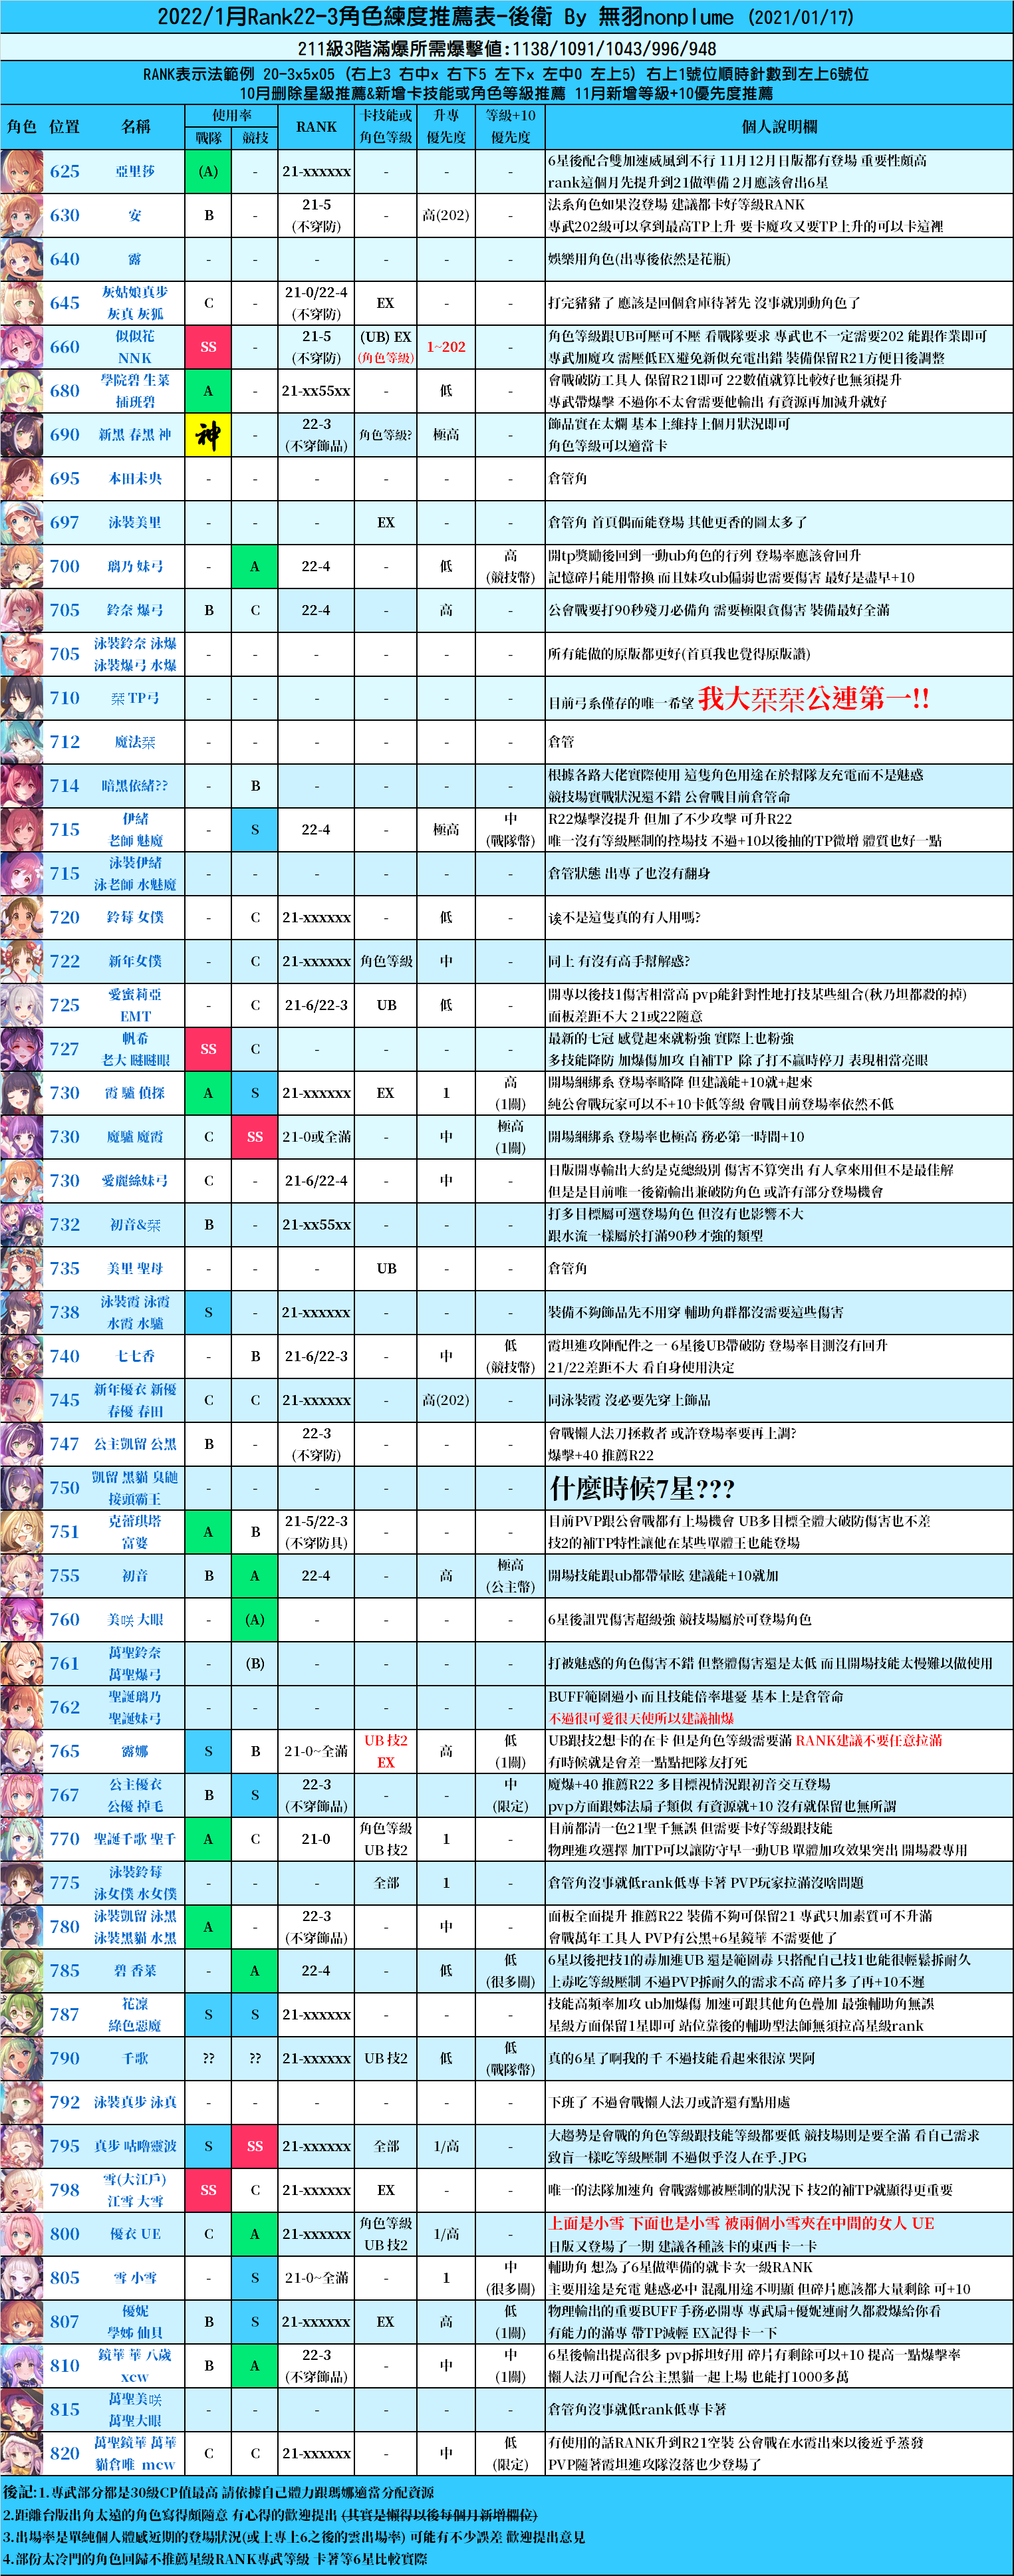 2022/1月Rank22-3角色練度推薦表-後衛 By 無羽nonplume (2021/01/17)
211級3階滿爆所需爆擊值:1138/1091/1043/996/948
RANK表示法範例 20-3x5x05 (右上3 右中x 右下5 左下x 左中0 左上5) 右上1號位順時針數到左上6號位
10月刪除星級推薦&新增卡技能或角色等級推薦 11月新增等級+10優先度推薦
角色 位置 名稱 使用率 戰隊 競技 RANK 卡技能或角色等級 升專優先度 等級+10優先度 個人說明欄
625 亞里莎 (A) - 21-xxxxxx - - - 6星後配合雙加速威風到不行 11月12月日版都有登場 重要性頗高
rank這個月先提升到21做準備 2月應該會出6星
630 安 B - 21-5 (不穿防) - 高(202) - 法系角色如果沒登場 建議都卡好等級RANK
專武202級可以拿到最高TP上升 要卡魔攻又要TP上升的可以卡這裡
640 露 - - - - - - 娛樂用角色(出專後依然是花瓶)
645 灰姑娘真步 灰真 灰狐 C - 21-0/22-4 (不穿防) EX - - 打完豬豬了 應該是回個倉庫待著先 沒事就別動角色了
660 似似花 NNK SS - 21-5 (不穿防) (UB) EX (角色等級) 1~202 - 角色等級跟UB可壓可不壓 看戰隊要求 專武也不一定需要202 能跟作業即可
專武加魔攻 需壓低EX避免新似充電出錯 裝備保留R21方便日後調整
680 學院碧 生菜 插班碧 A - 21-xx55xx - 低 - 會戰破防工具人 保留R21即可 22數值就算比較好也無須提升
專武帶爆擊 不過你不太會需要他輸出 有資源再加減升就好
690 新黑 春黑 神 神 - 22-3 (不穿飾品) 角色等級? 極高 - 飾品實在太爛 基本上維持上個月狀況即可
角色等級可以適當卡
695 本田未央 - - - - - - 倉管角
697 泳裝美里 - - - EX - - 倉管角 首頁偶而能登場 其他更香的圖太多了
700 璃乃 妹弓 - A 22-4 - 低 高 (競技幣) 開tp獎勵後回到一動ub角色的行列 登場率應該會回升
記憶碎片能用幣換 而且妹攻ub偏弱也需要傷害 最好是盡早+10
705 鈴奈 爆弓 B C 22-4 - 高 - 公會戰要打90秒殘刀必備角 需要極限貪傷害 裝備最好全滿
705 泳裝鈴奈 泳爆 泳裝爆弓 水爆 - - - - - - 所有能做的原版都更好(首頁我也覺得原版讚)
710 栞 TP弓 - - - - - - 目前弓系僅存的唯一希望 我大栞栞公連第一!!
712 魔法栞 - - - - - - 倉管
714 暗黑依緒?? - B - - - - 根據各路大佬實際使用 這隻角色用途在於幫隊友充電而不是魅惑
競技場實戰狀況還不錯 公會戰目前倉管命
715 伊緒 老師 魅魔 - S 22-4 - 極高 中 (戰隊幣) R22爆擊沒提升 但加了不少攻擊 可升R22
唯一沒有等級壓制的控場技 不過+10以後抽的TP微增 體質也好一點
715 泳裝伊緒 泳老師 水魅魔 - - - - - - 倉管狀態 出專了也沒有翻身
720 鈴莓 女僕 - C 21-xxxxxx - 低 - 诶不是這隻真的有人用嗎?
722 新年女僕 - C 21-xxxxxx 角色等級 中 - 同上 有沒有高手幫解惑?
725 愛蜜莉亞 EMT - C 21-6/22-3 UB 低 - 開專以後技1傷害相當高 pvp能針對性地打技某些組合(秋乃坦都殺的掉)
面板差距不大 21或22隨意
727 帆希 老大 瞇瞇眼 SS C - - - - 最新的七冠 感覺起來就粉強 實際上也粉強
多技能降防 加爆傷加攻 自補TP 除了打不贏時停刀 表現相當亮眼
730 霞 驢 偵探 A S 21-xxxxxx EX 1 高 (1關) 開場綑綁系 登場率略降 但建議能+10就+起來
純公會戰玩家可以不+10卡低等級 會戰目前登場率依然不低
730 魔驢 魔霞 C SS 21-0或全滿 - 中 極高 (1關) 開場綑綁系 登場率也極高 務必第一時間+10
730 愛麗絲妹弓 C - 21-6/22-4 - 中 - 日版開專輸出大約是克總級別 傷害不算突出 有人拿來用但不是最佳解
但是是目前唯一後衛輸出兼破防角色 或許有部分登場機會
732 初音&栞 B - 21-xx55xx - - - 打多目標屬可選登場角色 但沒有也影響不大
跟水流一樣屬於打滿90秒才強的類型
735 美里 聖母 - - - UB - - 倉管角
738 泳裝霞 泳霞 水霞 水驢 S - 21-xxxxxx - - - 裝備不夠飾品先不用穿 輔助角群都沒需要這些傷害
740 七七香 - B 21-6/22-3 - 中 低 (競技幣) 霞坦進攻陣配件之一 6星後UB帶破防 登場率目測沒有回升
21/22差距不大 看自身使用決定
745 新年優衣 新優 春優 春田 C C 21-xxxxxx - 高(202) - 同泳裝霞 沒必要先穿上飾品
747 公主凱留 公黑 B - 22-3 (不穿防) - - - 會戰懶人法刀拯救者 或許登場率要再上調?
爆擊+40 推薦R22
750 凱留 黑貓 臭鼬 接頭霸王 - - - - - - 什麼時候7星???
751 克蕾琪塔 富婆 A B 21-5/22-3 (不穿防具) - - - 目前PVP跟公會戰都有上場機會 UB多目標全體大破防傷害也不差
技2的補TP特性讓他在某些單體王也能登場
755 初音 B A 22-4 - 高 極高 (公主幣) 開場技能跟ub都帶暈眩 建議能+10就加
760 美咲 大眼 - (A) - - - - 6星後詛咒傷害超級強 競技場屬於可登場角色
761 萬聖鈴奈 萬聖爆弓 - (B) - - - - 打被魅惑的角色傷害不錯 但整體傷害還是太低 而且開場技能太慢難以做使用
762 聖誕璃乃 聖誕妹弓 - - - - - - BUFF範圍過小 而且技能倍率堪憂 基本上是倉管命
不過很可愛很天使所以建議抽爆
765 露娜 S B 21-0~全滿 UB 技2 EX 高 低 (1關) UB跟技2想卡的在卡 但是角色等級需要滿 RANK建議不要任意拉滿
有時候就是會差一點點把隊友打死
767 公主優衣 公優 掉毛 B S 22-3 (不穿飾品) - - 中 (限定) 魔爆+40 推薦R22 多目標視情況跟初音交互登場
pvp方面跟姊法扇子類似 有資源就+10 沒有就保留也無所謂
770 聖誕千歌 聖千 A C 21-0 角色等級 UB 技2 1 - 目前都清一色21聖千無誤 但需要卡好等級跟技能
物理進攻選擇 加TP可以讓防守早一動UB 單體加攻效果突出 開場殺專用
775 泳裝鈴莓 泳女僕 水女僕 - - - 全部 1 - 倉管角沒事就低rank低專卡著 PVP玩家拉滿沒啥問題
780 泳裝凱留 泳黑 泳裝黑貓 水黑 A - 22-3 (不穿飾品) - 中 - 面板全面提升 推薦R22 裝備不夠可保留21 專武只加素質可不升滿
會戰萬年工具人 PVP有公黑+6星鏡華 不需要他了
785 碧 香菜 - A 22-4 - 低 低 (很多關) 6星以後把技1的毒加進UB 還是範圍毒 只搭配自己技1也能很輕鬆拆耐久
上毒吃等級壓制 不過PVP拆耐久的需求不高 碎片多了再+10不遲
787 花凜 綠色惡魔 S S 21-xxxxxx - - - 技能高頻率加攻 ub加爆傷 加速可跟其他角色疊加 最強輔助角無誤
星級方面保留1星即可 站位靠後的輔助型法師無須拉高星級rank
790 千歌 ?? ?? 21-xxxxxx UB 技2 低 低 (戰隊幣) 真的6星了啊我的千 不過技能看起來很涼 哭阿
792 泳裝真步 泳真 - - - - - - 下班了 不過會戰懶人法刀或許還有點用處
795 真步 咕嚕靈波 S SS 21-xxxxxx 全部 1/高 - 大趨勢是會戰的角色等級跟技能等級都要低 競技場則是要全滿 看自己需求
致盲一樣吃等級壓制 不過似乎沒人在乎.JPG
798 雪(大江戶) 江雪 大雪 SS C 21-xxxxxx EX - - 唯一的法隊加速角 會戰露娜被壓制的狀況下 技2的補TP就顯得更重要
800 優衣 UE C A 21-xxxxxx 角色等級 UB 技2 1/高 - 上面是小雪 下面也是小雪 被兩個小雪夾在中間的女人 UE
日版又登場了一期 建議各種該卡的東西卡一卡
805 雪 小雪 - S 21-0~全滿 - 1 中 (很多關) 輔助角 想為了6星做準備的就卡次一級RANK
主要用途是充電 魅惑必中 混亂用途不明顯 但碎片應該都大量剩餘 可+10
807 優妮 學姊 仙貝 B S 21-xxxxxx EX 高 低 (1關) 物理輸出的重要BUFF手務必開專 專武扇+優妮連耐久都殺爆給你看
有能力的滿專 帶TP減輕 EX記得卡一下
810 鏡華 華 八歲 xcw B A 22-3 (不穿飾品) - 中 中 (1關) 6星後輸出提高很多 pvp拆坦好用 碎片有剩餘可以+10 提高一點爆擊率
懶人法刀可配合公主黑貓一起上場 也能打1000多萬
815 萬聖美咲 萬聖大眼 - - - - - - 倉管角沒事就低rank低專卡著
820 萬聖鏡華 萬華 貓倉唯 mcw C C 21-xxxxxx - 中 低 (限定) 有使用的話RANK升到R21空裝 公會戰在水霞出來以後近乎蒸發
PVP隨著霞坦進攻隊沒落也少登場了
後記:1.專武部分都是30級CP值最高 請依據自己體力跟瑪娜適當分配資源
2.距離台版出角太遠的角色寫得頗隨意 有心得的歡迎提出 (其實是懶得以後每個月新增欄位)
3.出場率是單純個人體感近期的登場狀況(或上專上6之後的雲出場率) 可能有不少誤差 歡迎提出意見
4.部份太冷門的角色回歸不推薦星級RANK專武等級 卡著等6星比較實際